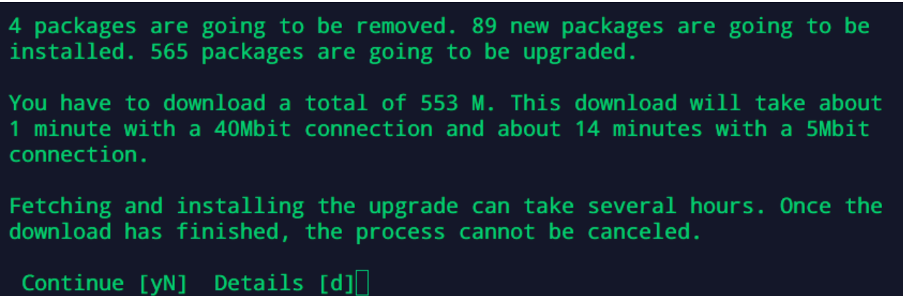 4 packages are going to be removed. 89 new packages are going to be
installed. 565 packages are going to be upgraded.
You have to download a total of 553 M. This download will take about
1 minute with a 40Mbit connection and about 14 minutes with a 5Mbit
connection.
Fetching and installing the upgrade can take several hours. Once the
download has finished, the process cannot be canceled.
Continue [yN]  Details [d]